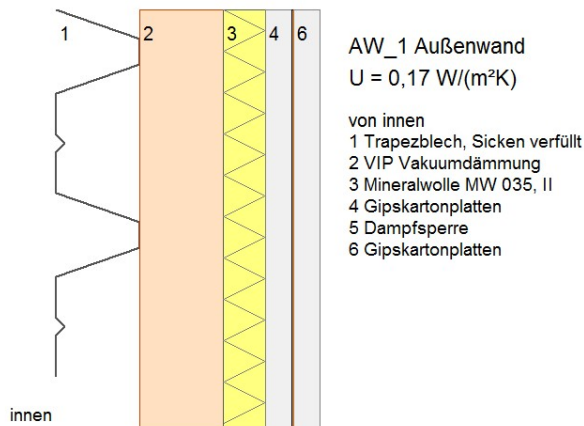 1 2 3 4 6
AW_1 Außenwand
U = 0,17 W/(m²K)
von innen
1 Trapezblech, Sicken verfüllt
2 VIP Vakuumdämmung
3 Mineralwolle MW 035, II
4 Gipskartonplatten
5 Dampfsperre
6 Gipskartonplatten
innen